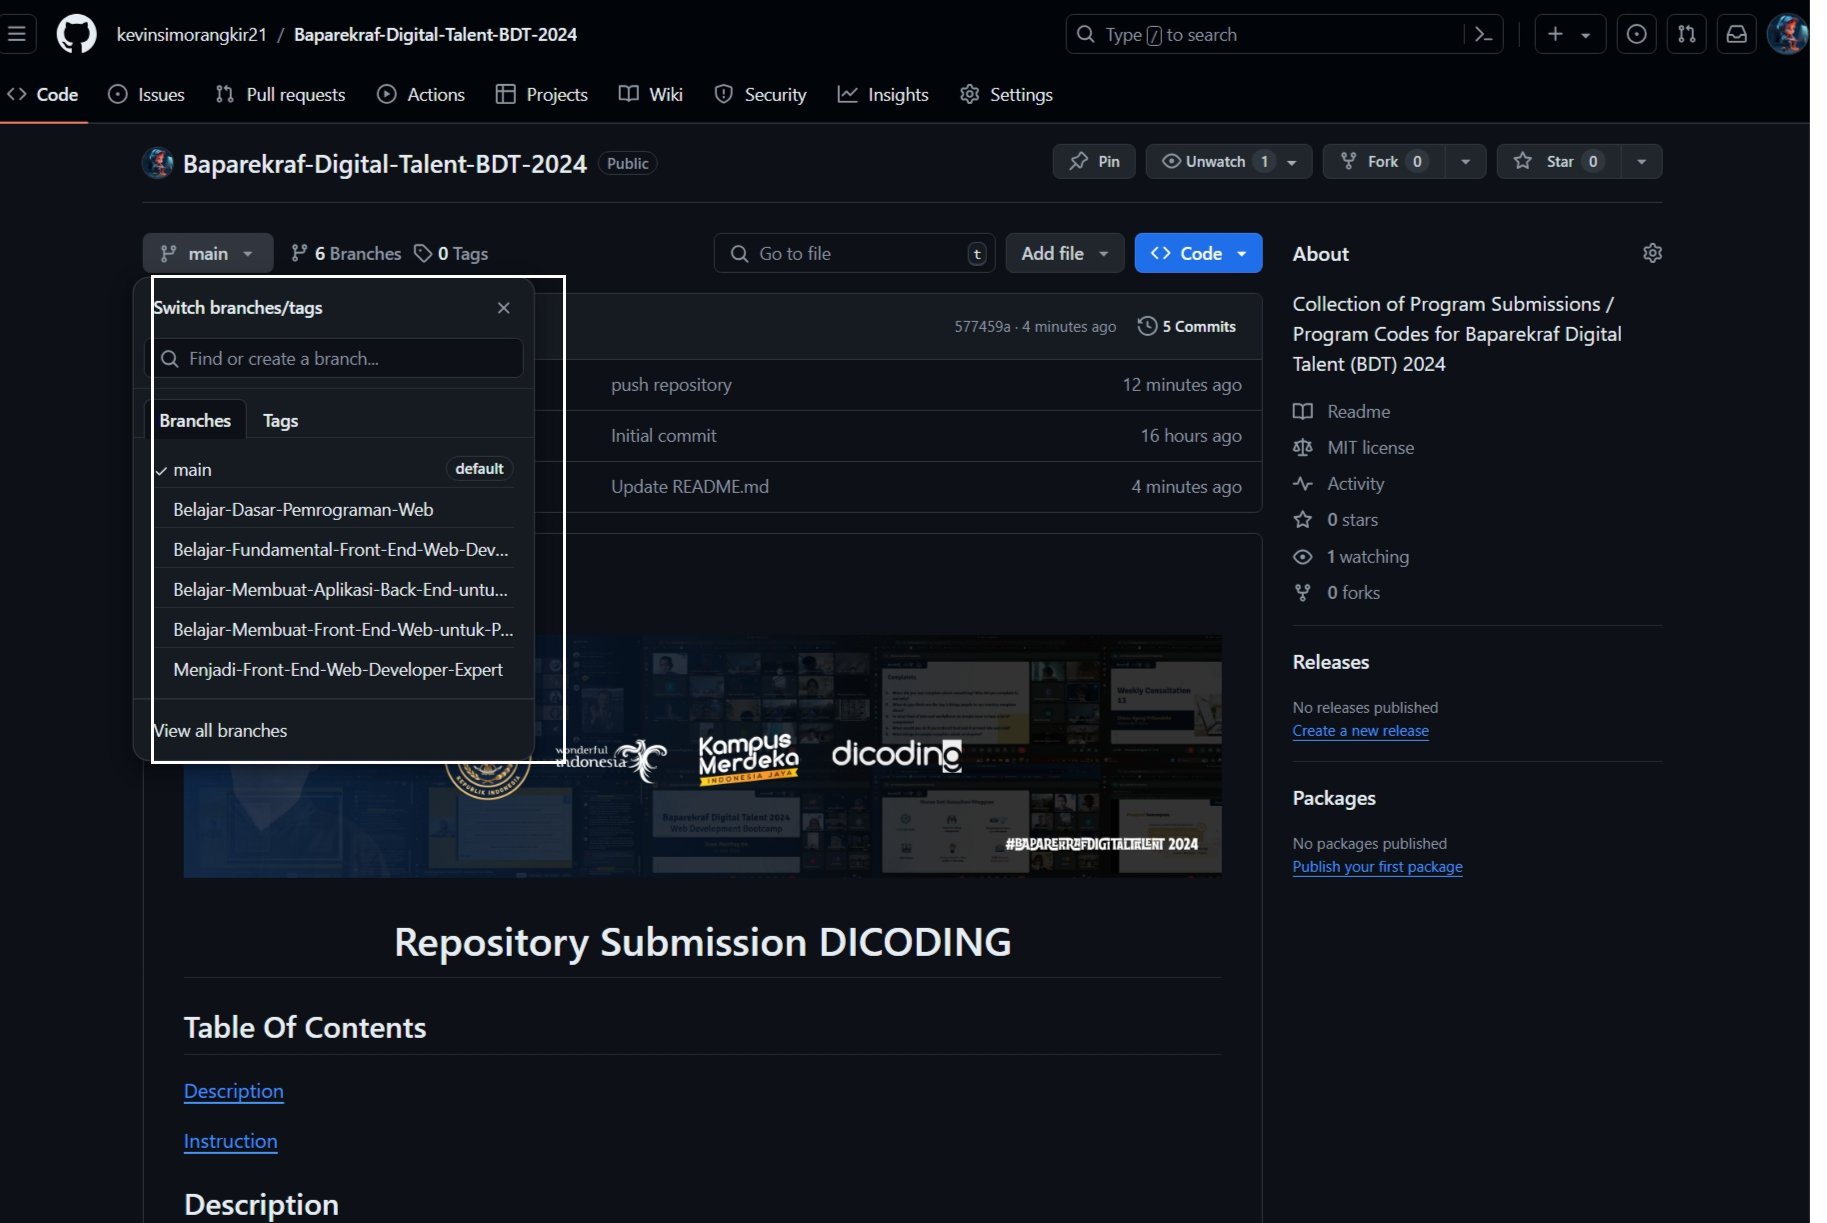 kevinsimorangkir21 / Baparekraf-Digital-Talent-BDT-2024
Type / to search
Code Issues Pull requests Actions Projects Wiki Security Insights Settings
Baparekraf-Digital-Talent-BDT-2024 Public
Pin Unwatch 1 Fork 0 Star 0
main 6 Branches 0 Tags
Go to file t Add file Code
Switch branches/tags
Find or create a branch...
Branches Tags
main default
Belajar-Dasar-Pemrograman-Web
Belajar-Fundamental-Front-End-Web-Dev...
Belajar-Membuat-Aplikasi-Back-End-untu...
Belajar-Membuat-Front-End-Web-untuk-P...
Menjadi-Front-End-Web-Developer-Expert
View all branches
577459a · 4 minutes ago 5 Commits
push repository 12 minutes ago
Initial commit 16 hours ago
Update README.md 4 minutes ago
Weekly Consultation
13
REPUBLIK INDONESIA
wonderful
indonesia
Kampus
Merdeka
INDONESIA JAYA
dicoding
Baparekraf Digital Talent 2024
Web Development Bootcamp
#BAPAREKRAFDIGITALTALENT 2024
Repository Submission DICODING
Table Of Contents
Description
Instruction
Description
About
Collection of Program Submissions /
Program Codes for Baparekraf Digital
Talent (BDT) 2024
Readme
MIT license
Activity
0 stars
1 watching
0 forks
Releases
No releases published
Create a new release
Packages
No packages published
Publish your first package